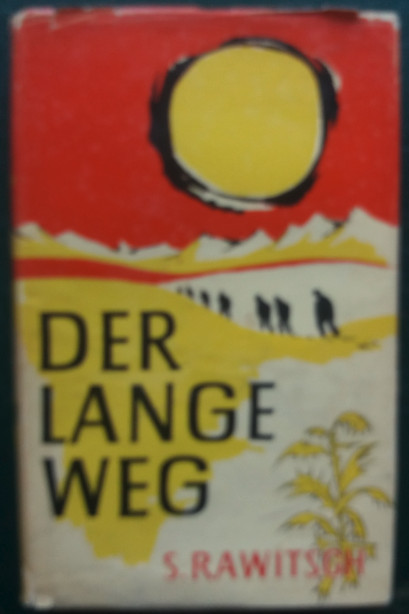 DER
LANGE
WEG
S. RAWITSCH